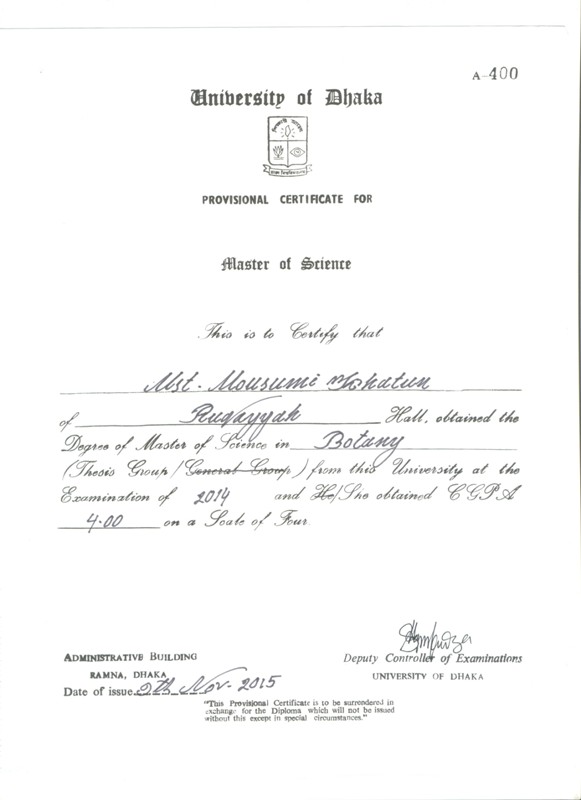 A-400
University of Dhaka
PROVISIONAL CERTIFICATE FOR
Master of Science
This is to Certify that
Mst. Mousumi Khatun
of Ruqayyah Hall, obtained the
Degree of Master of Science in Botany
(Thesis Group / General Group) from this University at the
Examination of 2014 and He/She obtained CGPA
4.00 on a Scale of Four.
ADMINISTRATIVE BUILDING
RAMNA, DHAKA
Date of issue 9th Nov- 2015
Deputy Controller of Examinations
UNIVERSITY OF DHAKA
"This Provisional Certificate is to be surrendered in
exchange for the Diploma which will not be issued
without this except in special circumstances."